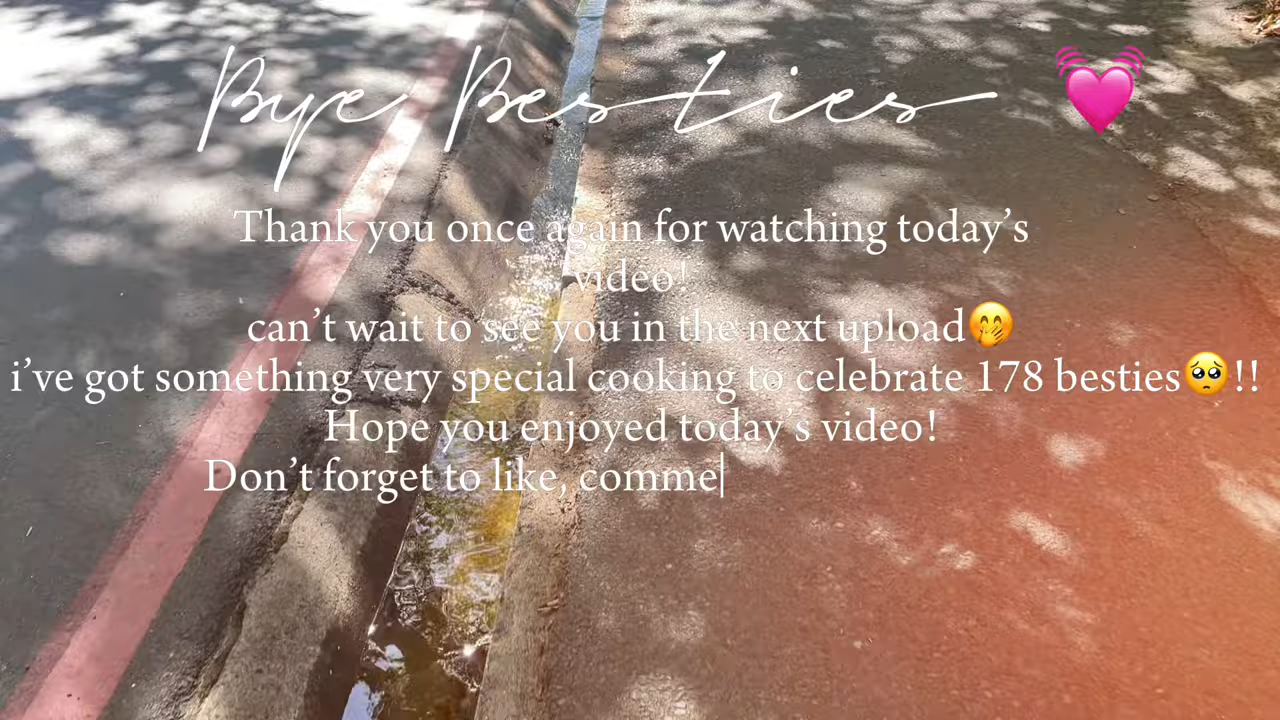 Bye Besties 💓
Thank you once again for watching today’s
video!
can’t wait to see you in the next upload🤭
i’ve got something very special cooking to celebrate 178 besties🥺!!
Hope you enjoyed today’s video!
Don’t forget to like, comme